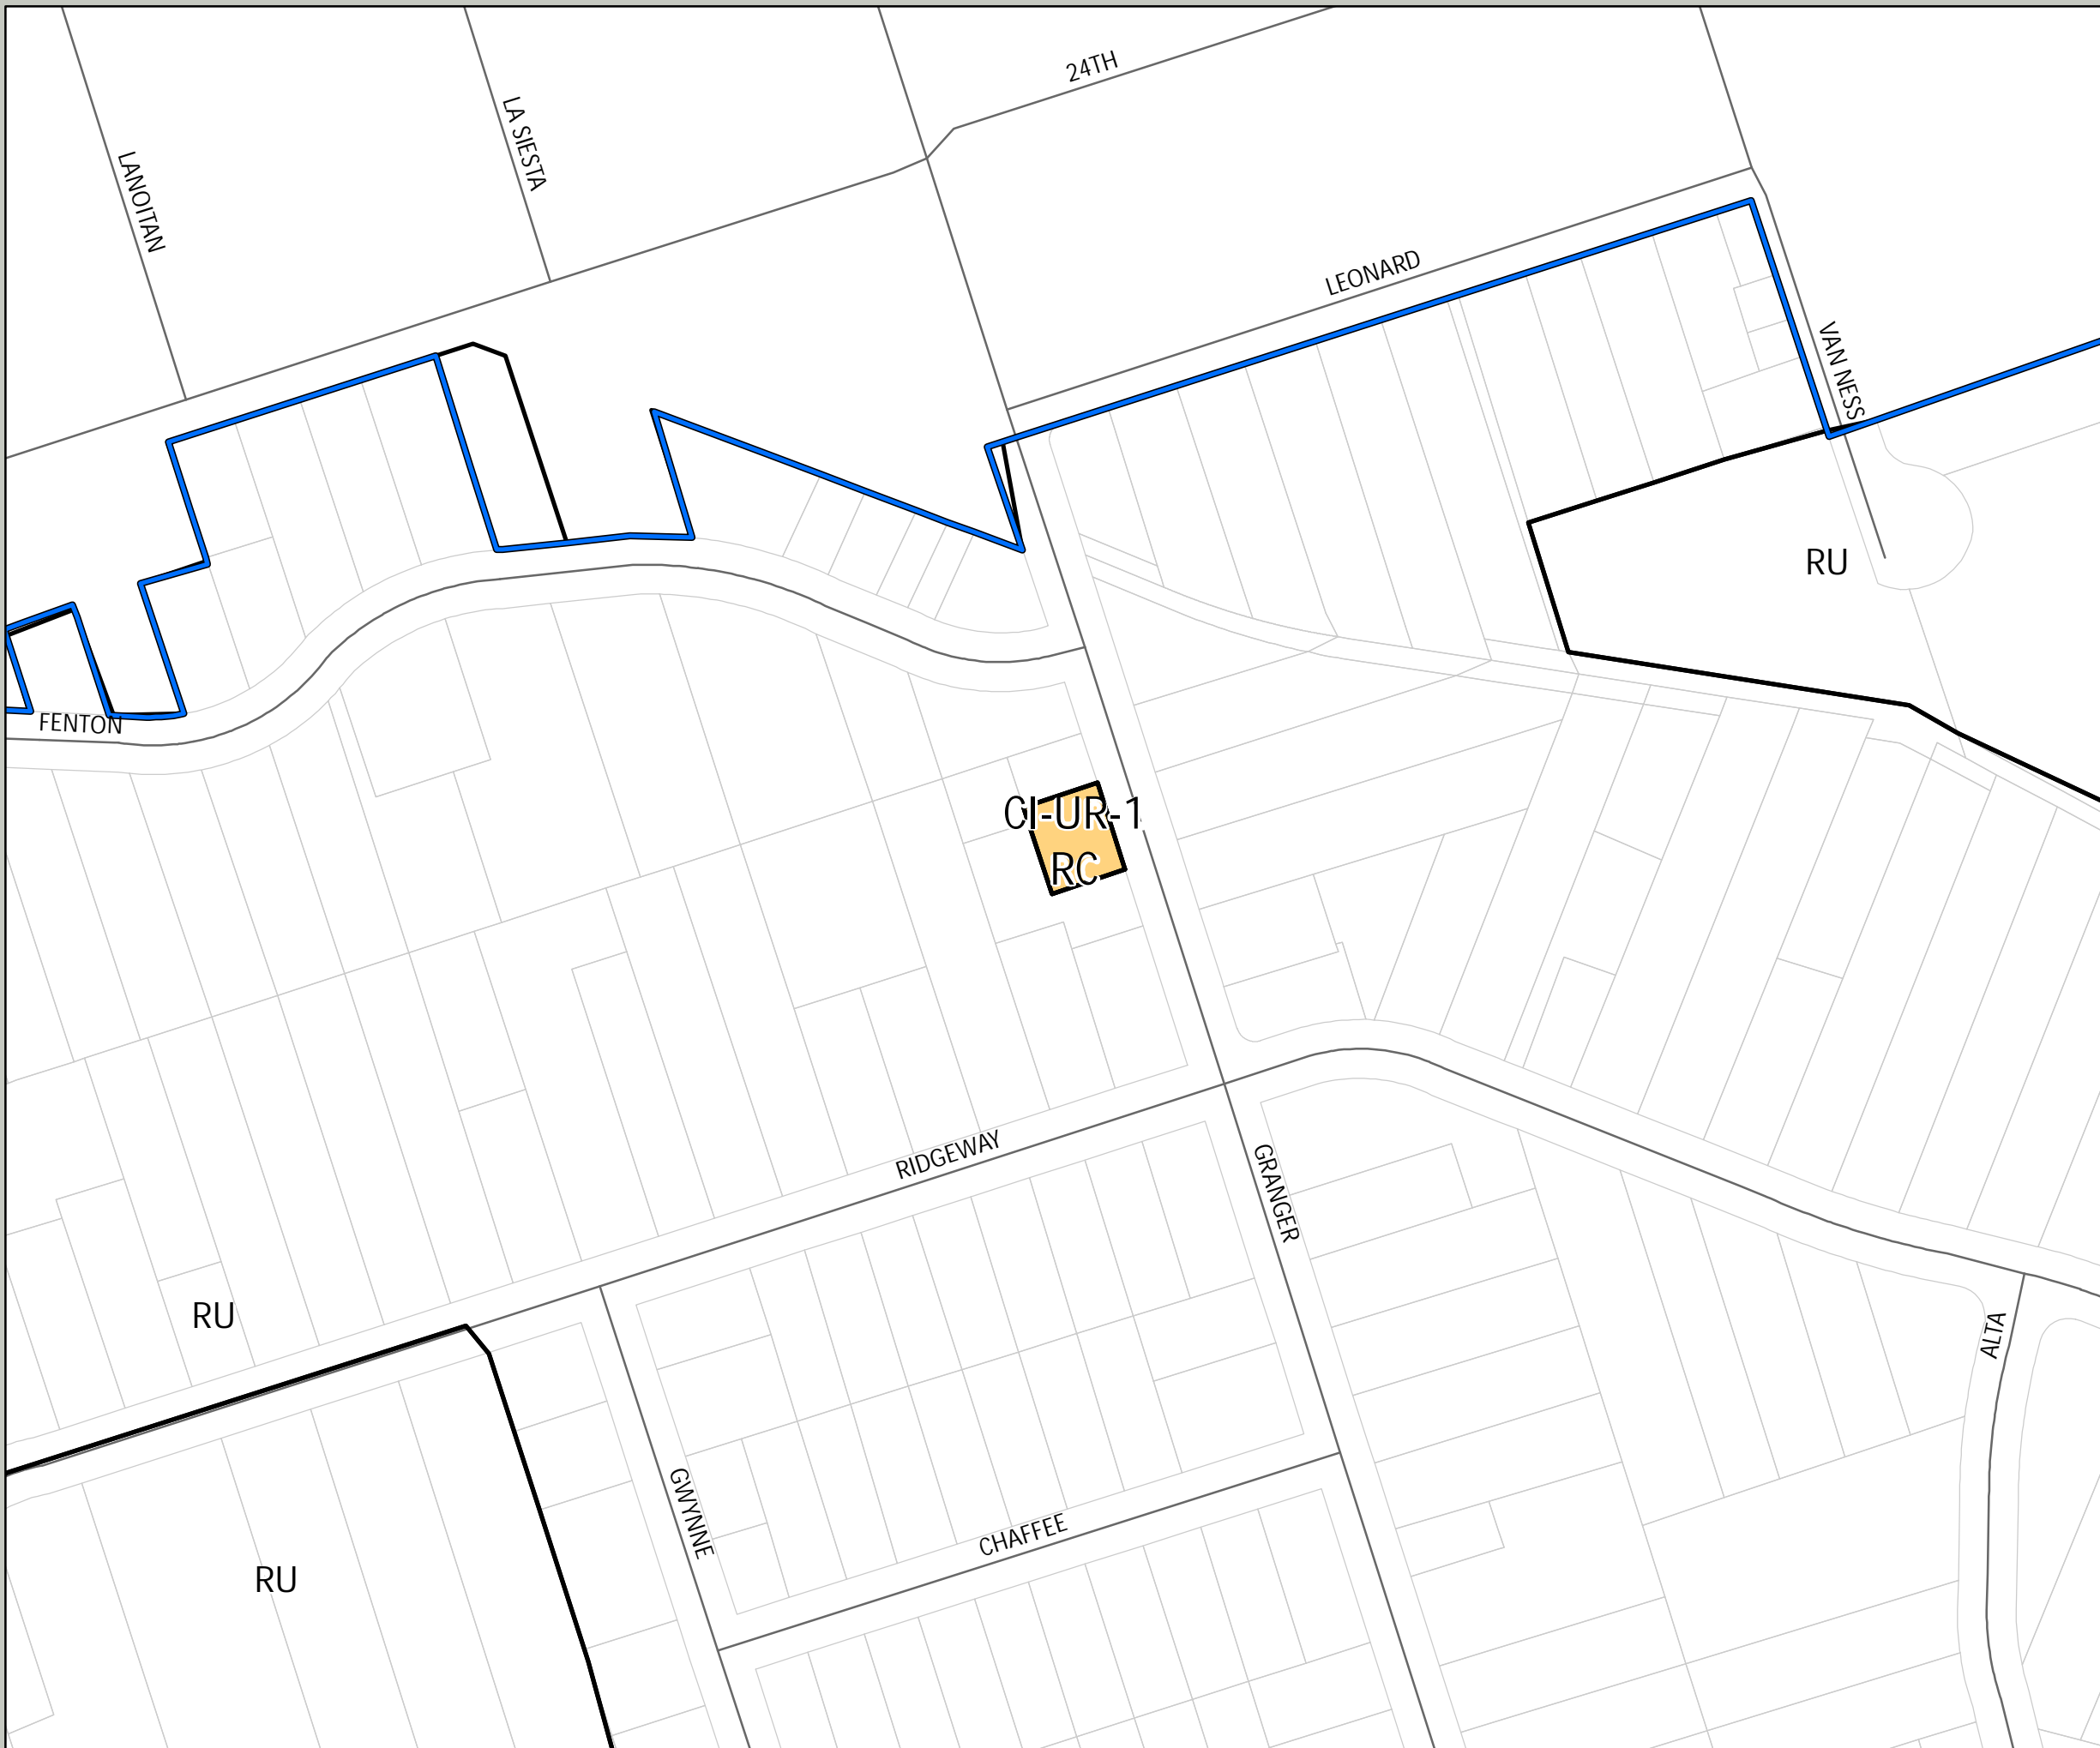 24TH
LA SIESTA
LANOITAN
LEONARD
VAN NESS
RU
FENTON
CI-UR-1
RC
RIDGEWAY
GRANGER
RU
ALTA
GWYNNE
CHAFFEE
RU